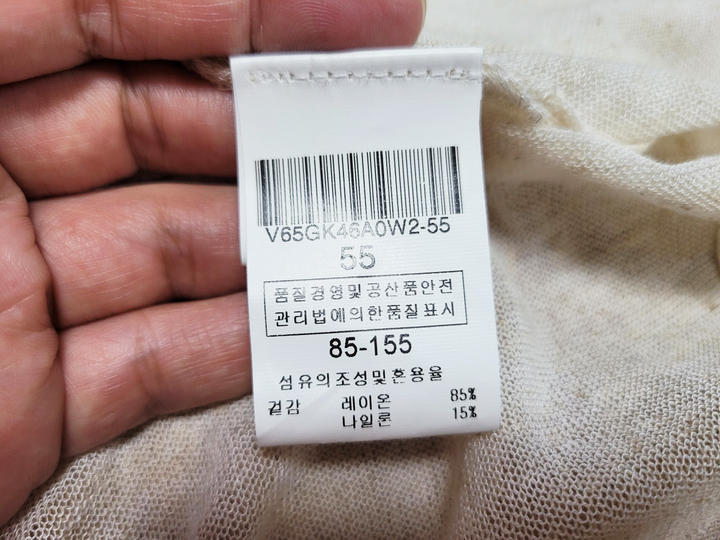 V65GK46A0W2-55
55
품질경영및공산품안전
관리법에의한품질표시
85-155
섬유의조성및혼용율
겉감 레이온 85%
나일론 15%